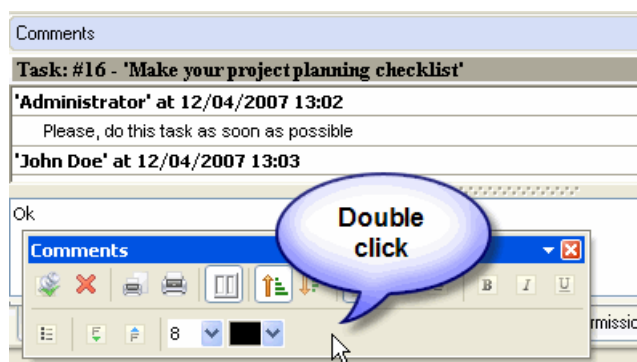 Comments
Task: #16 - 'Make your project planning checklist'
'Administrator' at 12/04/2007 13:02
Please, do this task as soon as possible
'John Doe' at 12/04/2007 13:03
Ok
Double
click
Comments
B I U
8